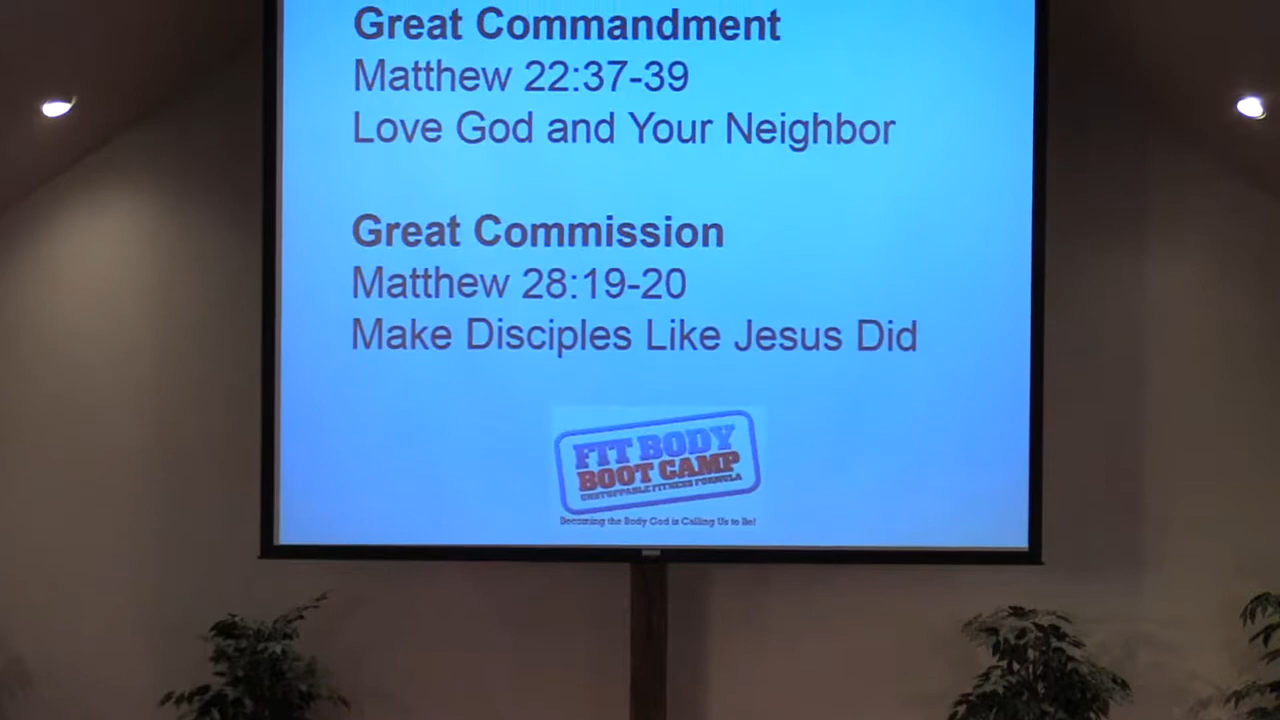 Great Commandment
Matthew 22:37-39
Love God and Your Neighbor
Great Commission
Matthew 28:19-20
Make Disciples Like Jesus Did
FIT BODY
BOOT CAMP
UNSTOPPABLE FITNESS FORMULA
Becoming the Body God is Calling Us to Be!